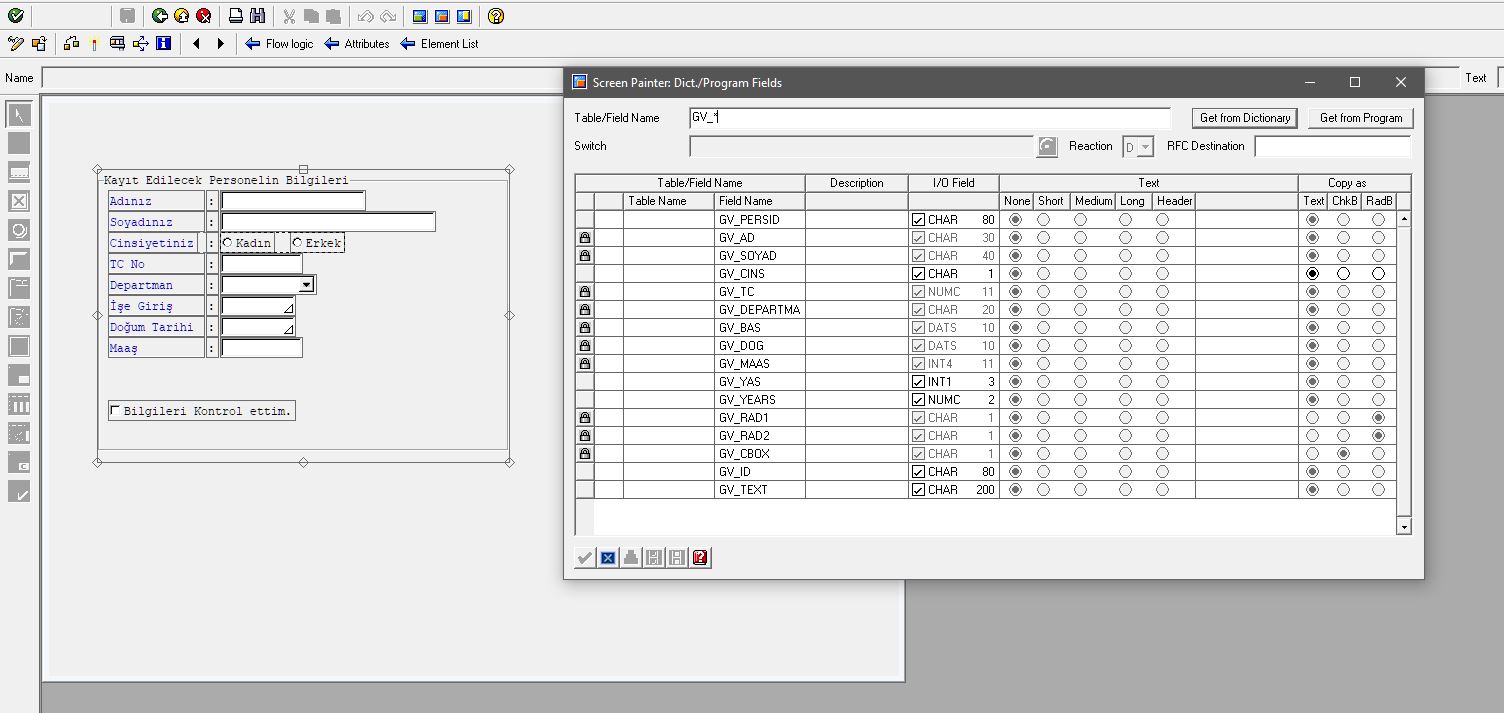 Flow logic Attributes Element List
Name Text
Kayıt Edilecek Personelin Bilgileri
Adınız :
Soyadınız :
Cinsiyetiniz : Kadın Erkek
TC No :
Departman :
İşe Giriş :
Doğum Tarihi :
Maaş :
Bilgileri Kontrol ettim.
Screen Painter: Dict./Program Fields
Table/Field Name GV_* Get from Dictionary Get from Program
Switch Reaction D RFC Destination
Table/Field Name Description I/O Field Text Copy as
Table Name Field Name None Short Medium Long Header Text ChkB RadB
GV_PERSID CHAR 80
GV_AD CHAR 30
GV_SOYAD CHAR 40
GV_CINS CHAR 1
GV_TC NUMC 11
GV_DEPARTMA CHAR 20
GV_BAS DATS 10
GV_DOG DATS 10
GV_MAAS INT4 11
GV_YAS INT1 3
GV_YEARS NUMC 2
GV_RAD1 CHAR 1
GV_RAD2 CHAR 1
GV_CBOX CHAR 1
GV_ID CHAR 80
GV_TEXT CHAR 200